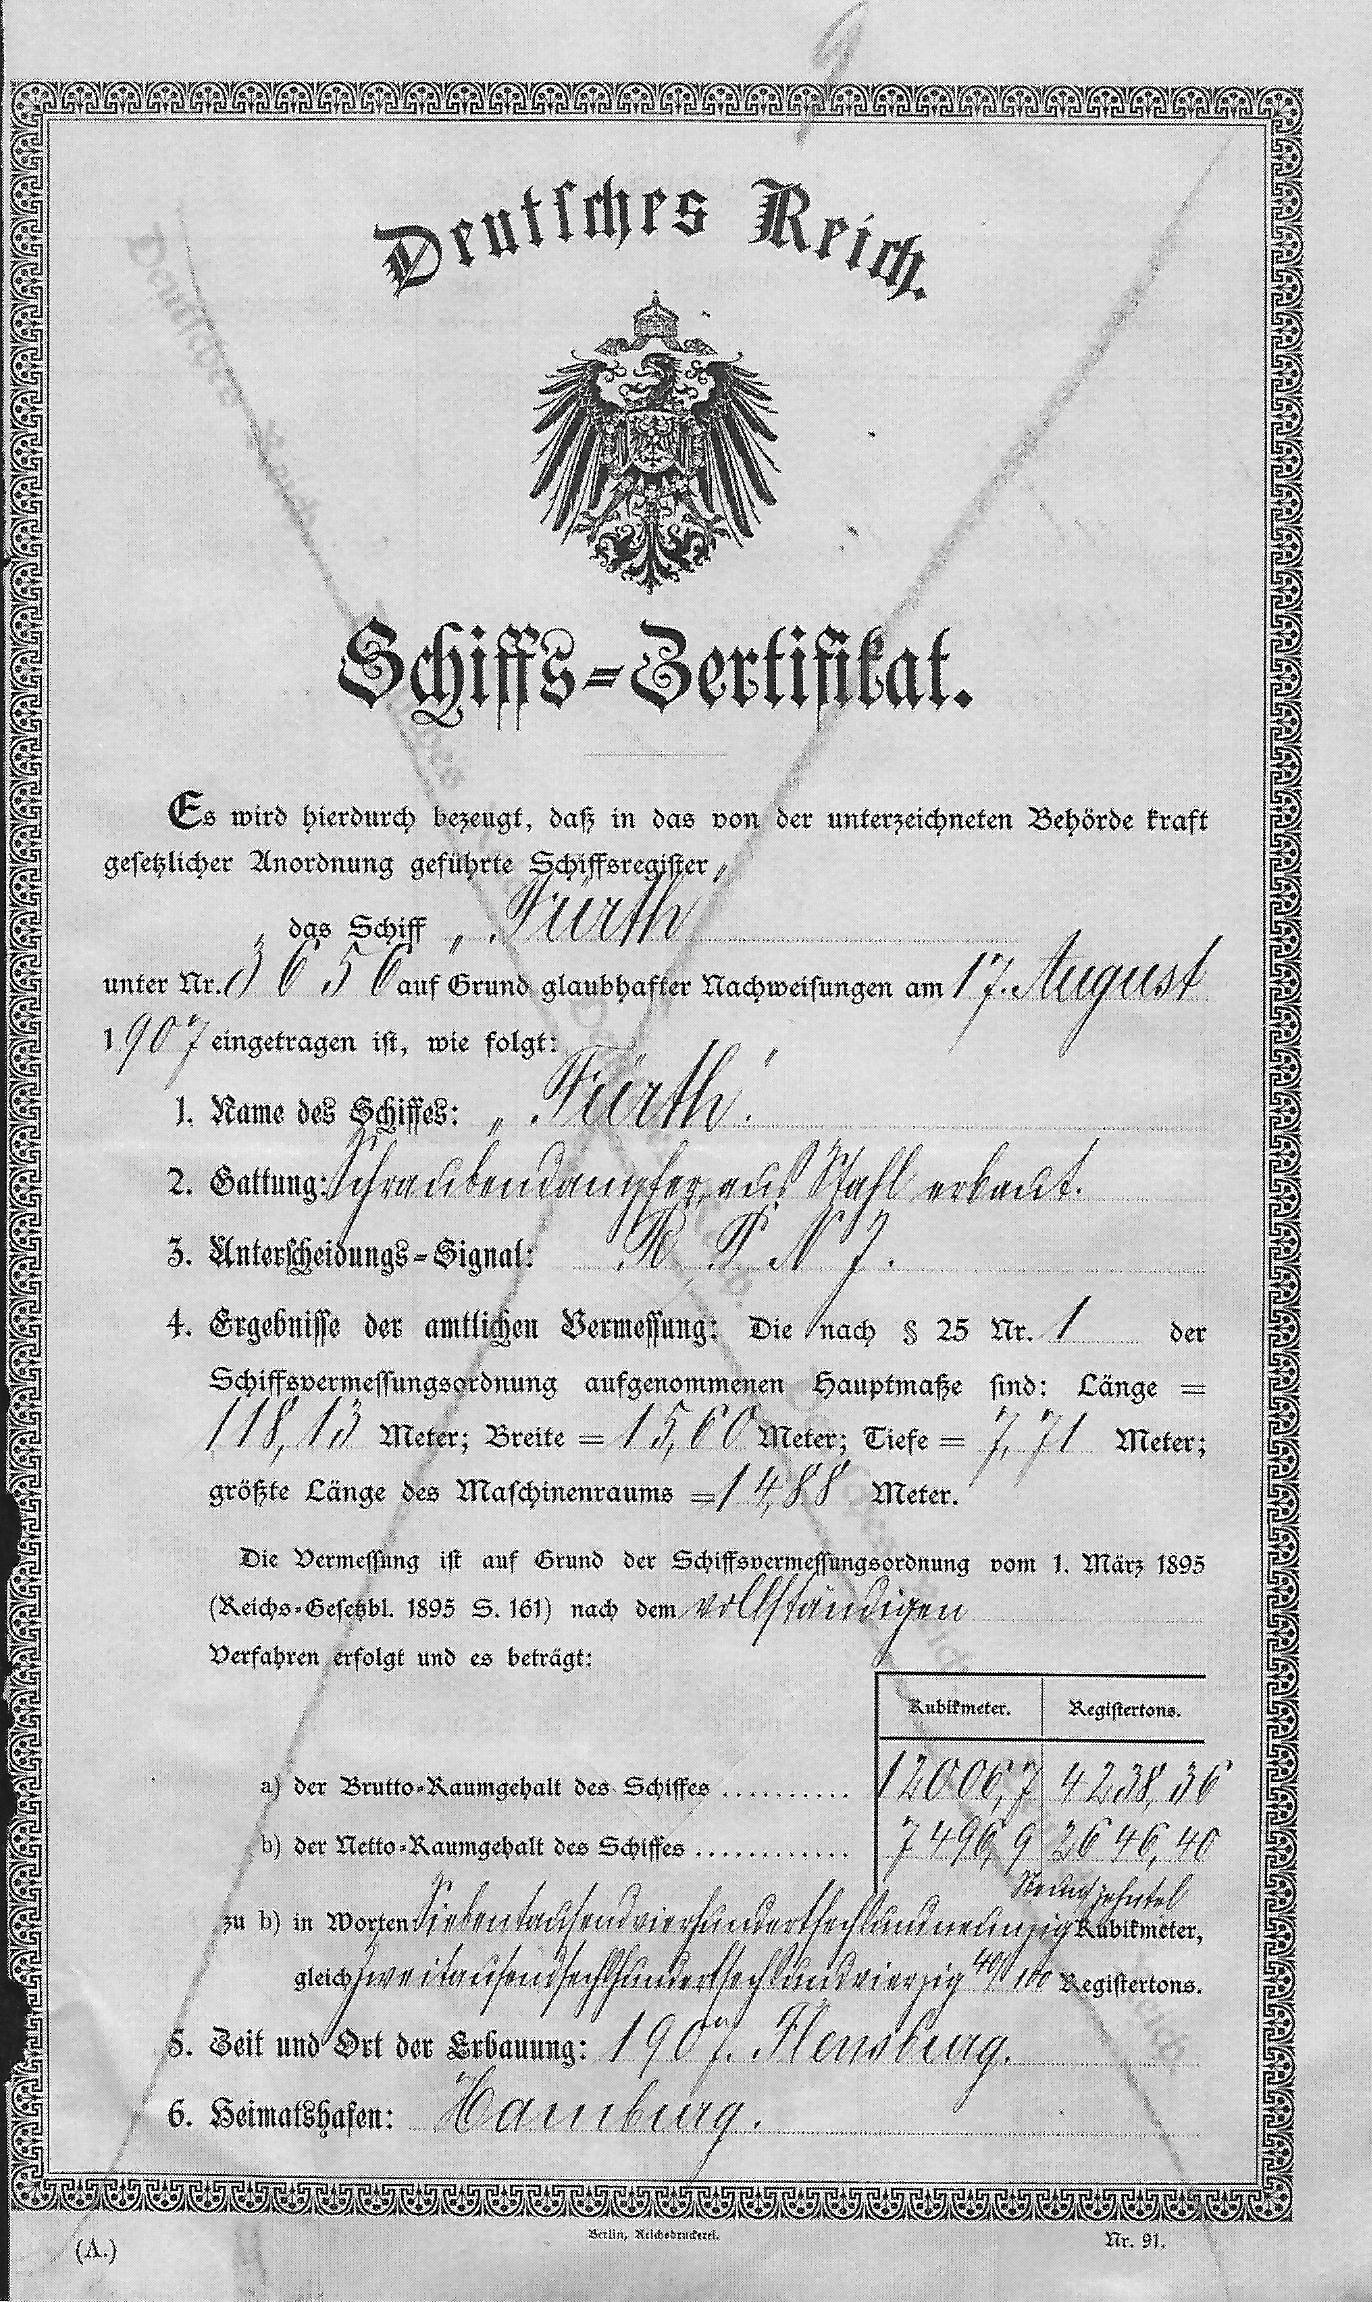 Deutsches Reich.
Schiffs=Zertifikat.
Es wird hierdurch bezeugt, daß in das von der unterzeichneten Behörde kraft
gesetzlicher Anordnung geführte Schiffsregister
das Schiff „Fürth"
unter Nr. 3656 auf Grund glaubhafter Nachweisungen am 17. August
1907 eingetragen ist, wie folgt:
1. Name des Schiffes: „Fürth".
2. Gattung: Schraubendampfer, aus Stahl erbaut.
3. Unterscheidungs=Signal: R F N J.
4. Ergebnisse der amtlichen Vermessung: Die nach § 25 Nr. 1 der
Schiffsvermessungsordnung aufgenommenen Hauptmaße sind: Länge =
118,13 Meter; Breite = 15,60 Meter; Tiefe = 7,71 Meter;
größte Länge des Maschinenraums = 14,88 Meter.
Die Vermessung ist auf Grund der Schiffsvermessungsordnung vom 1. März 1895
(Reichs=Gesetzbl. 1895 S. 161) nach dem vollständigen
Verfahren erfolgt und es beträgt:
Kubikmeter. Registertons.
a) der Brutto=Raumgehalt des Schiffes .......... 12006,7 4238,36
b) der Netto=Raumgehalt des Schiffes ............ 7496,9 2646,40
Neunzehntel
zu b) in Worten Siebentausendvierhundertsechsundneunzig Kubikmeter,
gleich Zweitausendsechshundertsechsundvierzig 40/100 Registertons.
5. Zeit und Ort der Erbauung: 1907. Flensburg.
6. Heimatshafen: Hamburg.
(A.)
Berlin, Reichsdruckerei.
Nr. 91.